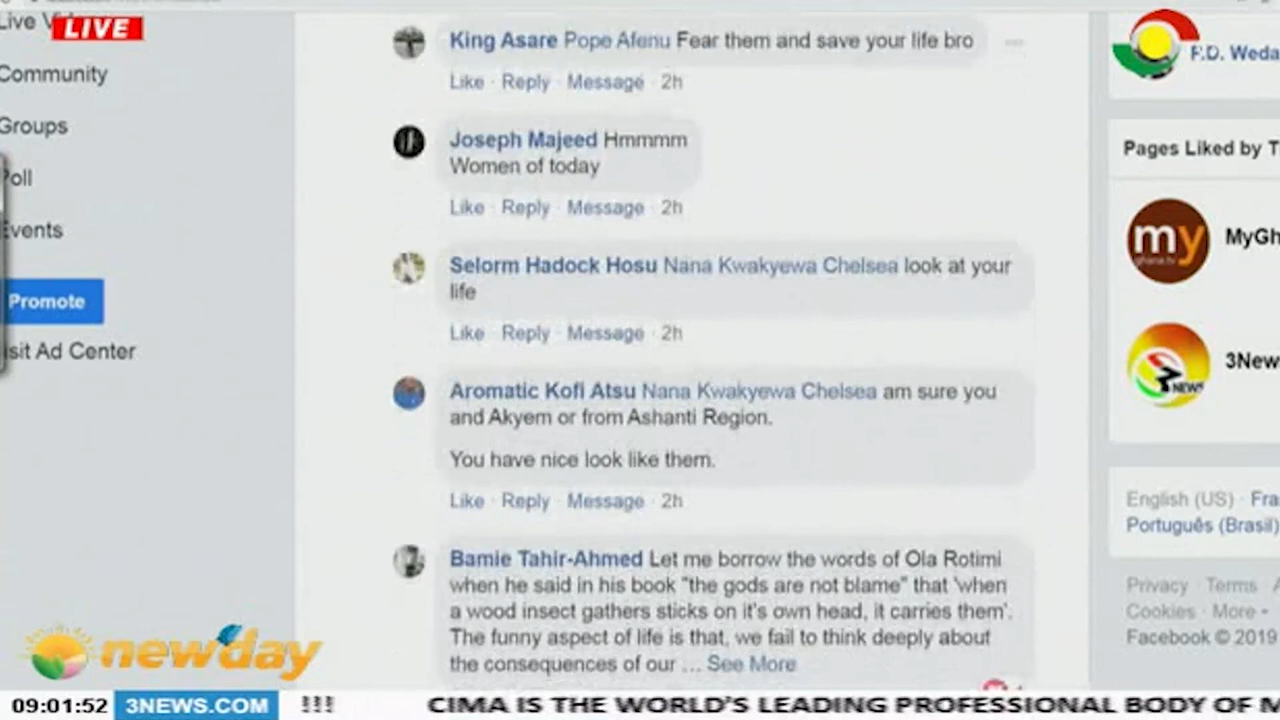 Live
LIVE
Community
Groups
Poll
Events
Promote
isit Ad Center
King Asare Pope Afenu Fear them and save your life bro
Like · Reply · Message · 2h
Joseph Majeed Hmmmm
Women of today
Like · Reply · Message · 2h
Selorm Hadock Hosu Nana Kwakyewa Chelsea look at your
life
Like · Reply · Message · 2h
Aromatic Kofi Atsu Nana Kwakyewa Chelsea am sure you
and Akyem or from Ashanti Region.
You have nice look like them.
Like · Reply · Message · 2h
Bamie Tahir-Ahmed Let me borrow the words of Ola Rotimi
when he said in his book "the gods are not blame" that 'when
a wood insect gathers sticks on it's own head, it carries them'.
The funny aspect of life is that, we fail to think deeply about
the consequences of our ... See More
F.D. Weda
Pages Liked by T
my
ghana.tv
MyGh
NEWS
3New
English (US) · Fra
Português (Brasil)
Privacy · Terms · A
Cookies · More
Facebook © 2019
newday
09:01:52 3NEWS.COM !!! CIMA IS THE WORLD'S LEADING PROFESSIONAL BODY OF M